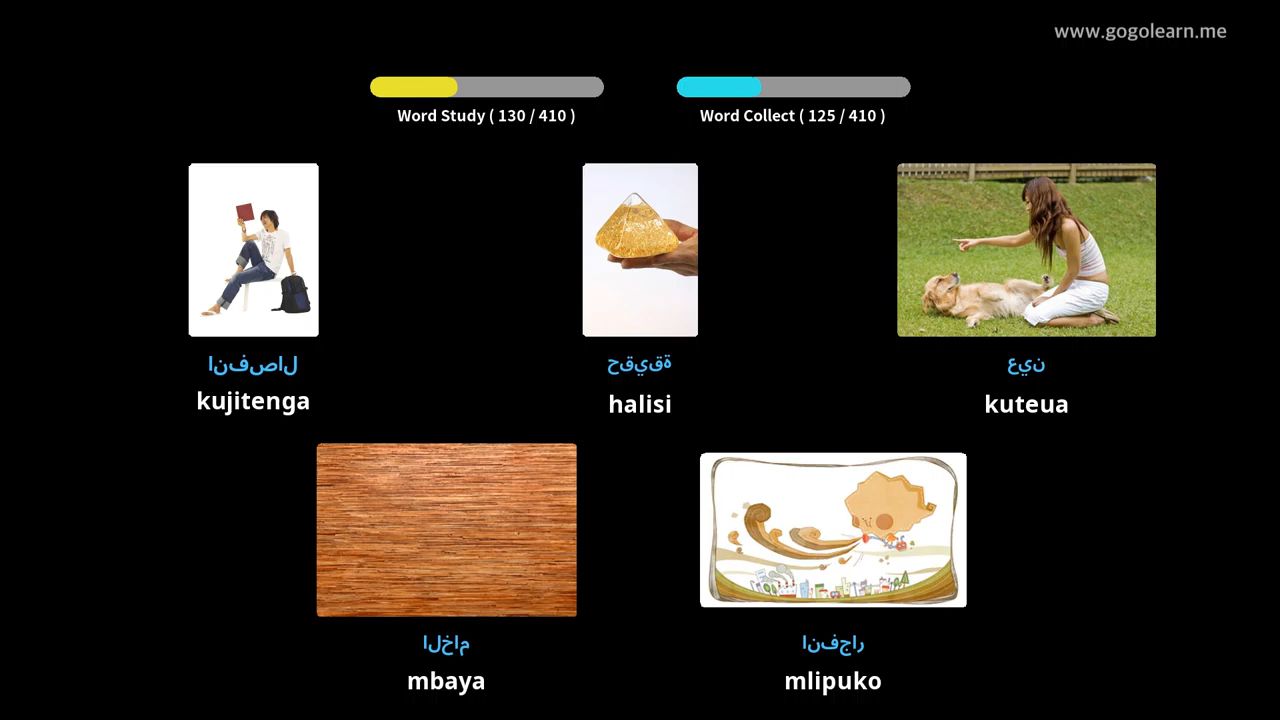 www.gogolearn.me
Word Study ( 130 / 410 )
Word Collect ( 125 / 410 )
انفصال
kujitenga
حقيقة
halisi
عين
kuteua
الخام
mbaya
انفجار
mlipuko